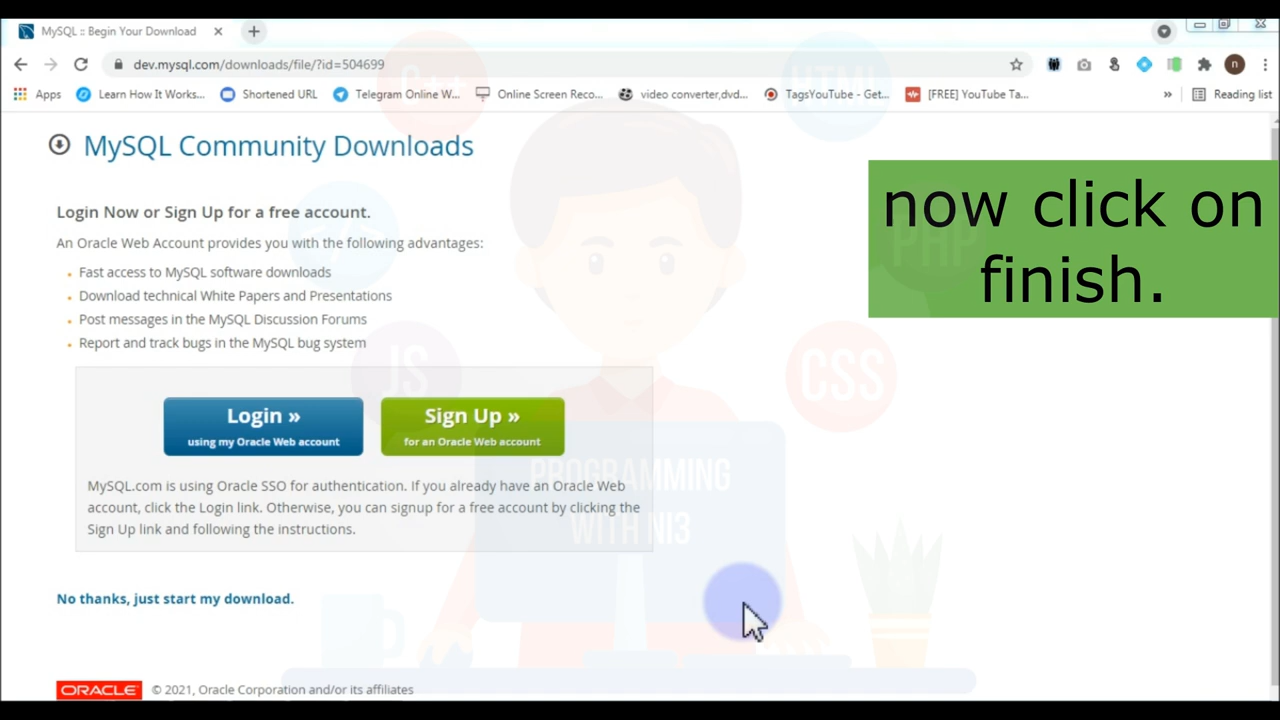 MySQL :: Begin Your Download
dev.mysql.com/downloads/file/?id=504699
n
Apps
Learn How It Works...
Shortened URL
Telegram Online W...
Online Screen Reco...
video converter,dvd...
TagsYouTube - Get...
[FREE] YouTube Ta...
»
Reading list
C++
HTML
MySQL Community Downloads
now click on
finish.
PHP
Login Now or Sign Up for a free account.
</>
An Oracle Web Account provides you with the following advantages:
Fast access to MySQL software downloads
Download technical White Papers and Presentations
Post messages in the MySQL Discussion Forums
Report and track bugs in the MySQL bug system
JS
CSS
Login »
using my Oracle Web account
Sign Up »
for an Oracle Web account
PROGRAMMING
WITH NI3
MySQL.com is using Oracle SSO for authentication. If you already have an Oracle Web
account, click the Login link. Otherwise, you can signup for a free account by clicking the
Sign Up link and following the instructions.
No thanks, just start my download.
ORACLE © 2021, Oracle Corporation and/or its affiliates